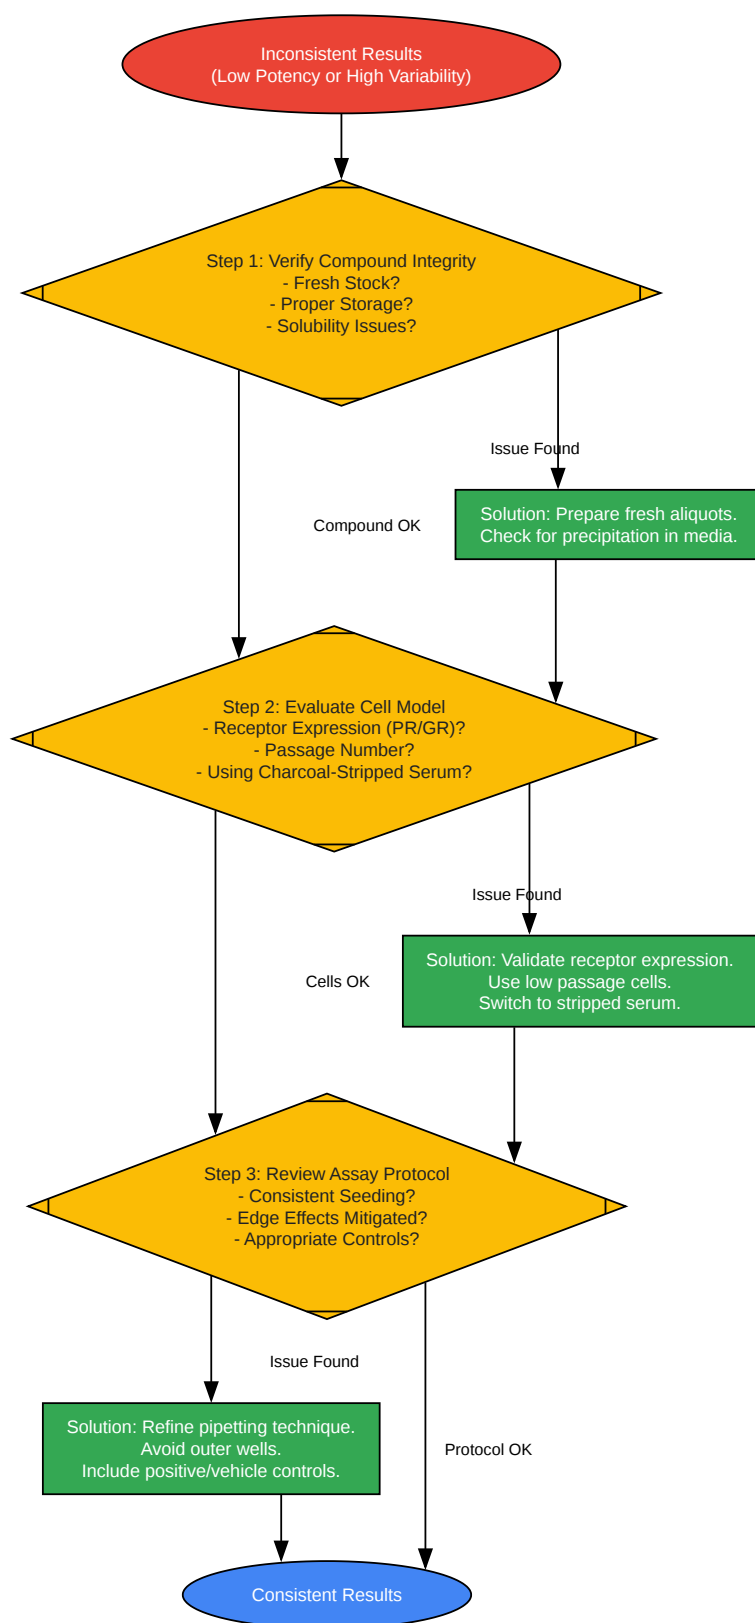 Inconsistent Results
(Low Potency or High Variability)
Step 1: Verify Compound Integrity
- Fresh Stock?
- Proper Storage?
- Solubility Issues?
Issue Found
Solution: Prepare fresh aliquots.
Check for precipitation in media.
Compound OK
Step 2: Evaluate Cell Model
- Receptor Expression (PR/GR)?
- Passage Number?
- Using Charcoal-Stripped Serum?
Issue Found
Solution: Validate receptor expression.
Use low passage cells.
Switch to stripped serum.
Cells OK
Step 3: Review Assay Protocol
- Consistent Seeding?
- Edge Effects Mitigated?
- Appropriate Controls?
Issue Found
Solution: Refine pipetting technique.
Avoid outer wells.
Include positive/vehicle controls.
Protocol OK
Consistent Results